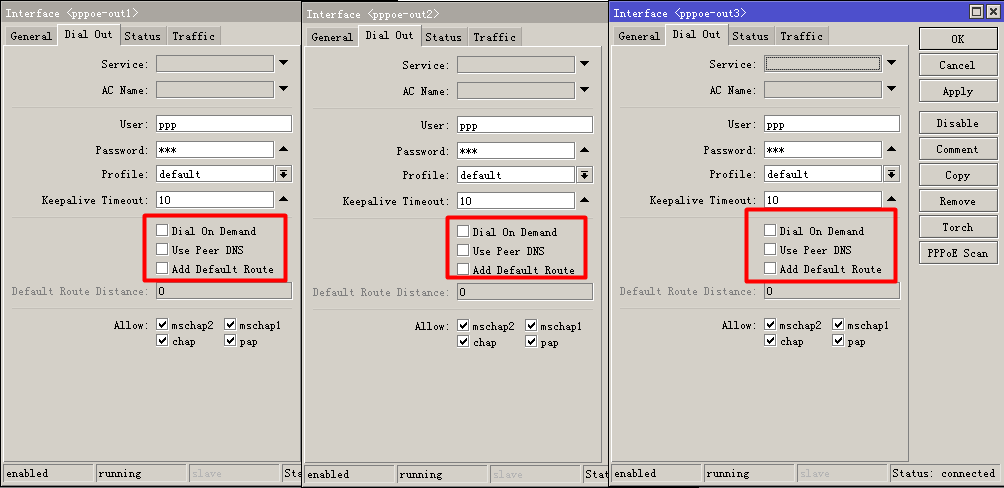 Interface <pppoe-out1>
General Dial Out Status Traffic
Service:
AC Name:
User: ppp
Password: ***
Profile: default
Keepalive Timeout: 10
Dial On Demand
Use Peer DNS
Add Default Route
Default Route Distance: 0
Allow: mschap2 mschap1
chap pap
enabled running slave Sta
Interface <pppoe-out2>
General Dial Out Status Traffic
Service:
AC Name:
User: ppp
Password: ***
Profile: default
Keepalive Timeout: 10
Dial On Demand
Use Peer DNS
Add Default Route
Default Route Distance: 0
Allow: mschap2 mschap1
chap pap
enabled running slave Sta
Interface <pppoe-out3>
General Dial Out Status Traffic
Service:
AC Name:
User: ppp
Password: ***
Profile: default
Keepalive Timeout: 10
Dial On Demand
Use Peer DNS
Add Default Route
Default Route Distance: 0
Allow: mschap2 mschap1
chap pap
enabled running slave Status: connected
OK
Cancel
Apply
Disable
Comment
Copy
Remove
Torch
PPPoE Scan